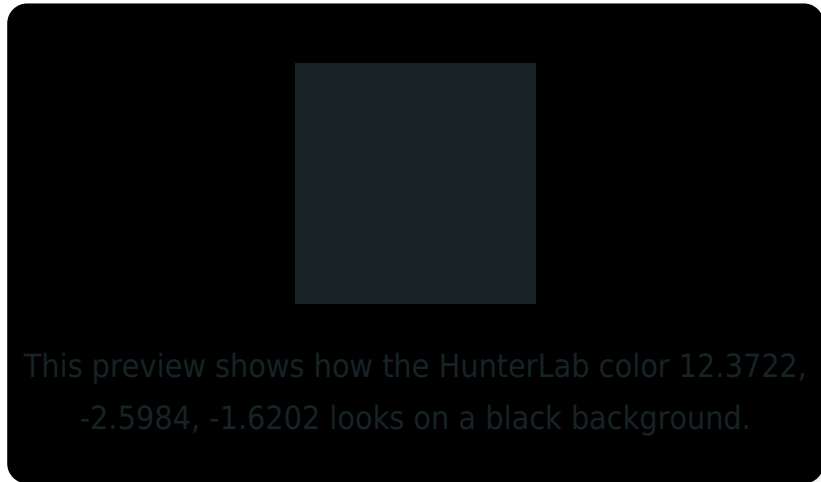 This preview shows how the HunterLab color 12.3722,
-2.5984, -1.6202 looks on a black background.